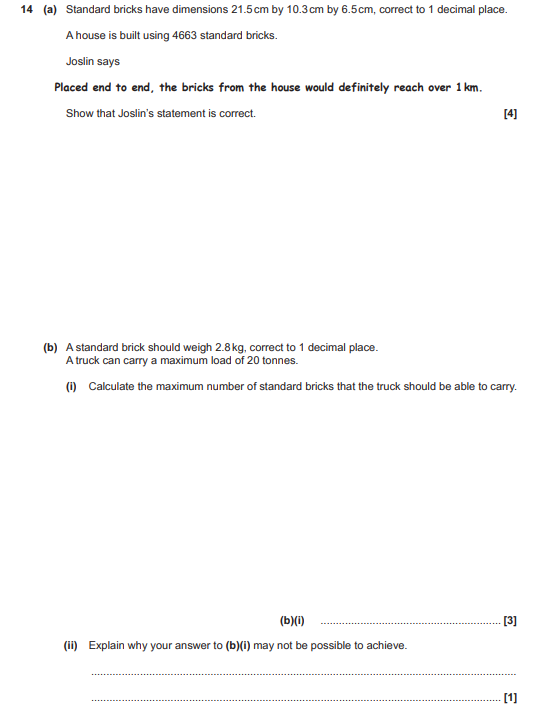 14 (a) Standard bricks have dimensions 21.5 cm by 10.3 cm by 6.5 cm, correct to 1 decimal place.
A house is built using 4663 standard bricks.
Joslin says
Placed end to end, the bricks from the house would definitely reach over 1 km.
Show that Joslin's statement is correct. [4]
(b) A standard brick should weigh 2.8 kg, correct to 1 decimal place.
A truck can carry a maximum load of 20 tonnes.
(i) Calculate the maximum number of standard bricks that the truck should be able to carry.
(b)(i) ............................................................ [3]
(ii) Explain why your answer to (b)(i) may not be possible to achieve.
............................................................................................................................................
....................................................................................................................................... [1]